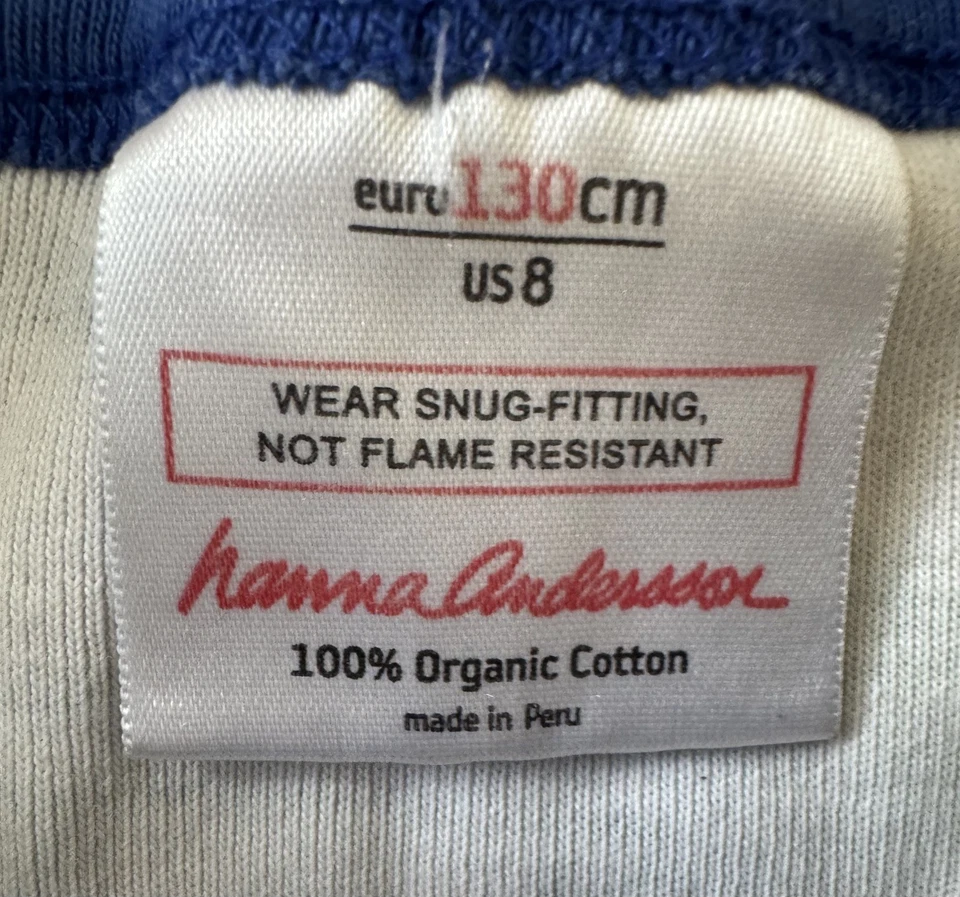 euro 130cm
US 8
WEAR SNUG-FITTING,
NOT FLAME RESISTANT
hanna Andersson
100% Organic Cotton
made in Peru